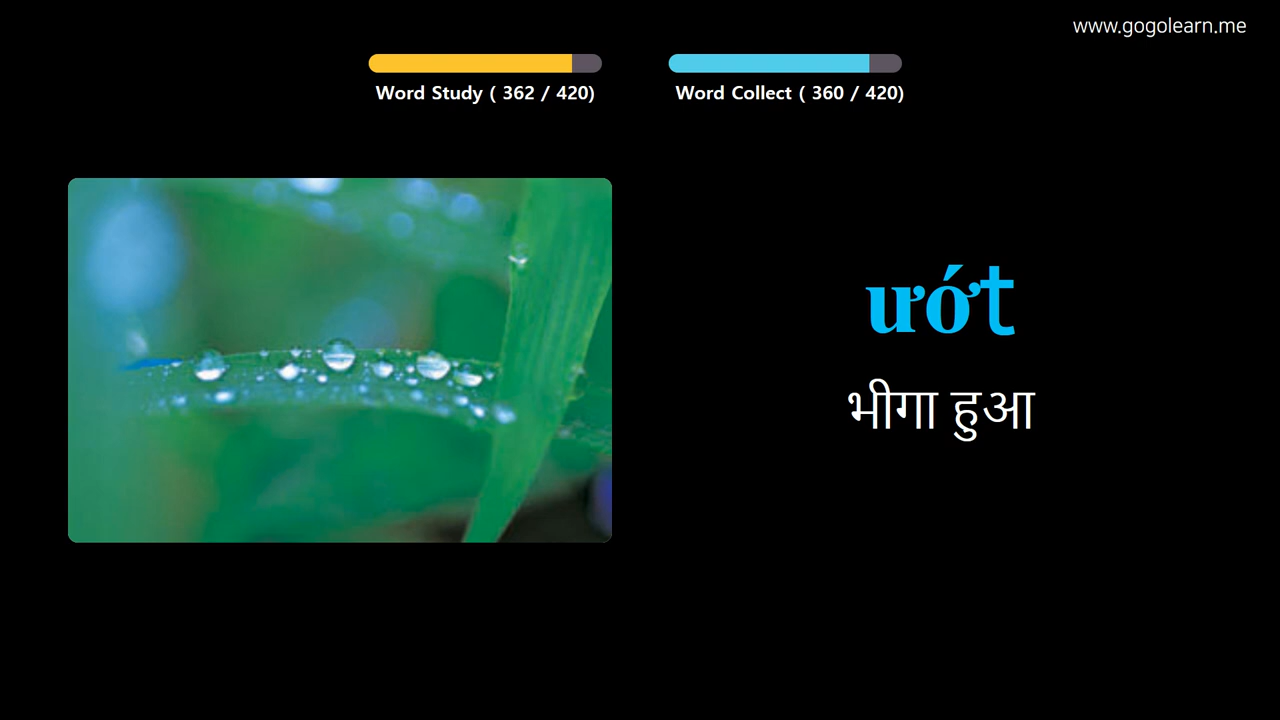 www.gogolearn.me
Word Study ( 362 / 420)
Word Collect ( 360 / 420)
ướt
भीगा हुआ